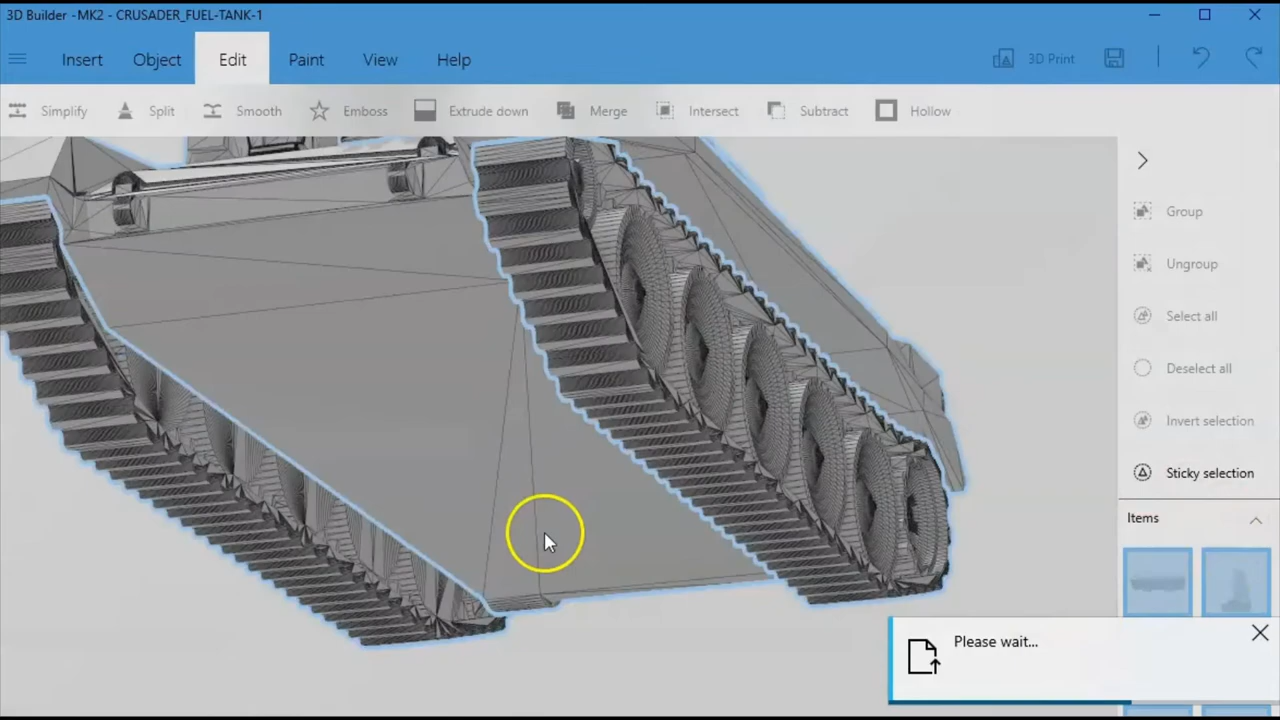 3D Builder - MK2 - CRUSADER_FUEL-TANK-1
Insert Object Edit Paint View Help 3D Print
Simplify Split Smooth Emboss Extrude down Merge Intersect Subtract Hollow
Group
Ungroup
Select all
Deselect all
Invert selection
Sticky selection
Items
Please wait...